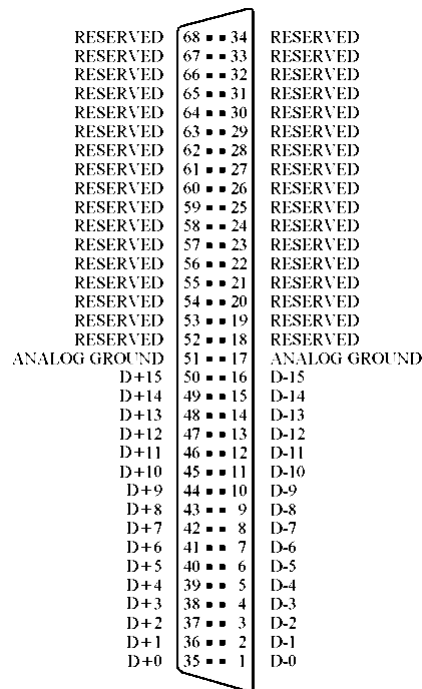 RESERVED 68 34 RESERVED
RESERVED 67 33 RESERVED
RESERVED 66 32 RESERVED
RESERVED 65 31 RESERVED
RESERVED 64 30 RESERVED
RESERVED 63 29 RESERVED
RESERVED 62 28 RESERVED
RESERVED 61 27 RESERVED
RESERVED 60 26 RESERVED
RESERVED 59 25 RESERVED
RESERVED 58 24 RESERVED
RESERVED 57 23 RESERVED
RESERVED 56 22 RESERVED
RESERVED 55 21 RESERVED
RESERVED 54 20 RESERVED
RESERVED 53 19 RESERVED
RESERVED 52 18 RESERVED
ANALOG GROUND 51 17 ANALOG GROUND
D+15 50 16 D-15
D+14 49 15 D-14
D+13 48 14 D-13
D+12 47 13 D-12
D+11 46 12 D-11
D+10 45 11 D-10
D+9 44 10 D-9
D+8 43 9 D-8
D+7 42 8 D-7
D+6 41 7 D-6
D+5 40 6 D-5
D+4 39 5 D-4
D+3 38 4 D-3
D+2 37 3 D-2
D+1 36 2 D-1
D+0 35 1 D-0